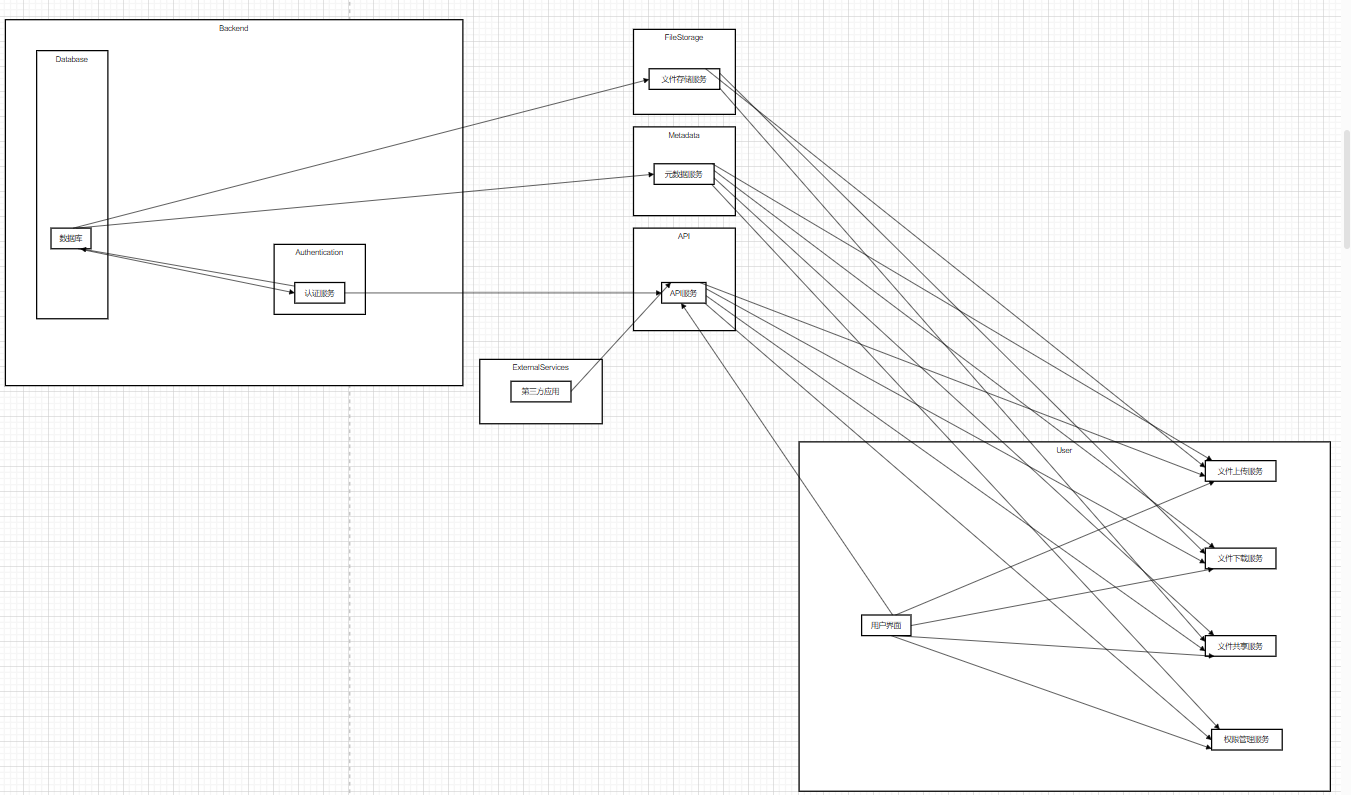 Backend
Database
数据库
Authentication
认证服务
FileStorage
文件存储服务
Metadata
元数据服务
API
API服务
ExternalServices
第三方应用
User
文件上传服务
文件下载服务
用户界面
文件共享服务
权限管理服务